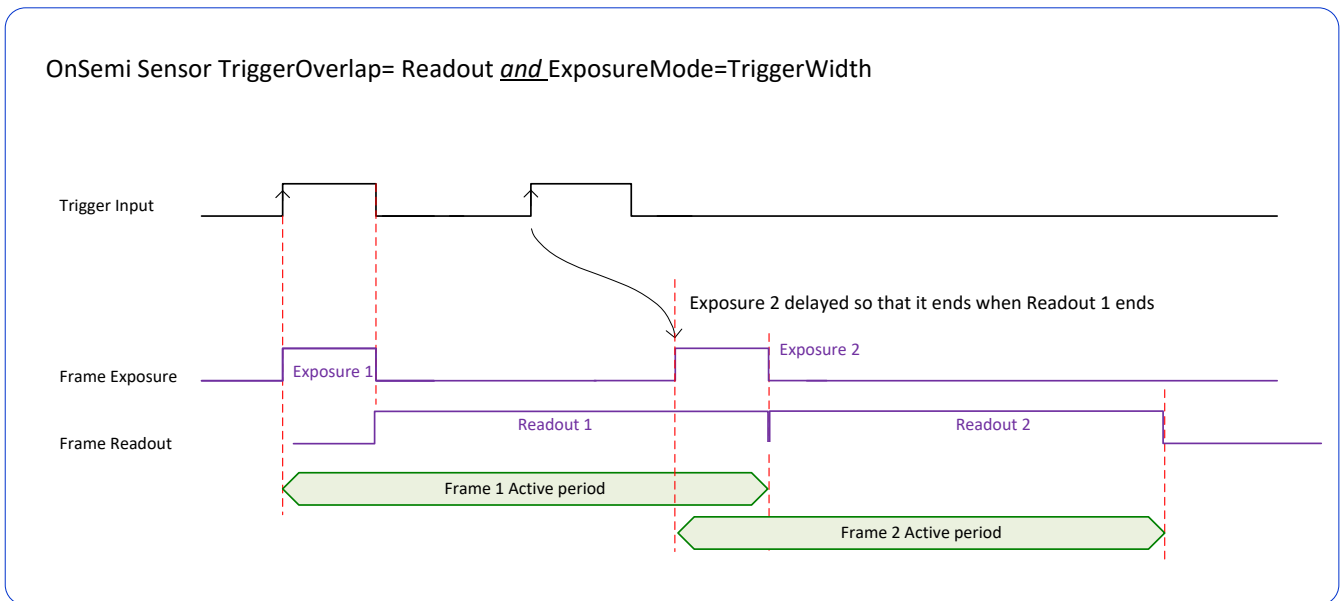 OnSemi Sensor TriggerOverlap= Readout and ExposureMode=TriggerWidth
Trigger Input
Exposure 2 delayed so that it ends when Readout 1 ends
Exposure 2
Frame Exposure
Exposure 1
Readout 1
Readout 2
Frame Readout
Frame 1 Active period
Frame 2 Active period